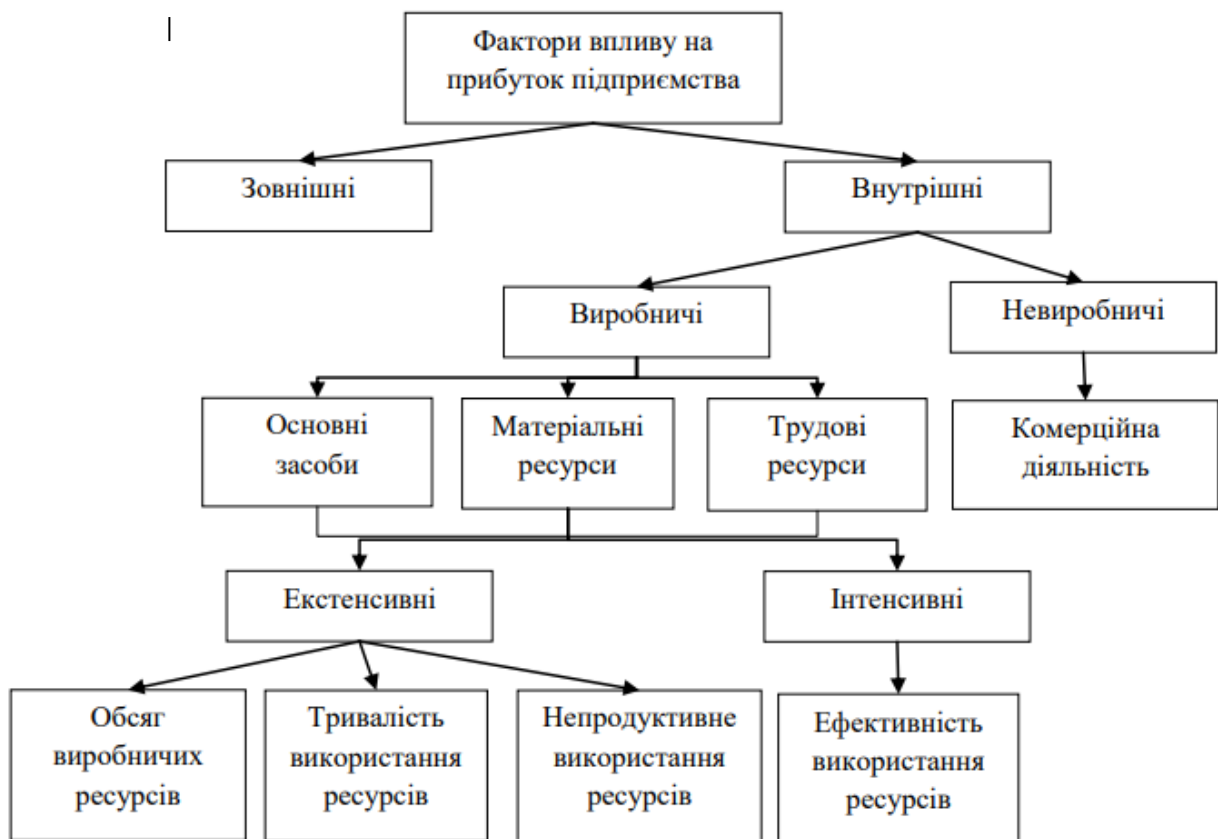 Фактори впливу на
прибуток підприємства
Зовнішні
Внутрішні
Виробничі
Невиробничі
Основні
засоби
Матеріальні
ресурси
Трудові
ресурси
Комерційна
діяльність
Екстенсивні
Інтенсивні
Обсяг
виробничих
ресурсів
Тривалість
використання
ресурсів
Непродуктивне
використання
ресурсів
Ефективність
використання
ресурсів